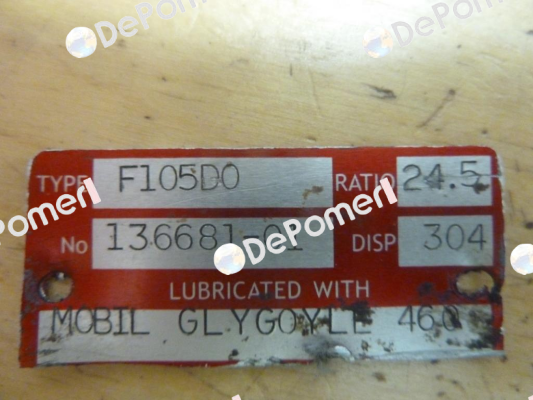 DePomeri
TYPE F105D0 RATIO 24.5
No 136681-01 DISP 304
LUBRICATED WITH
MOBIL GLYGOYLE 460
DePomeri
DePomeri